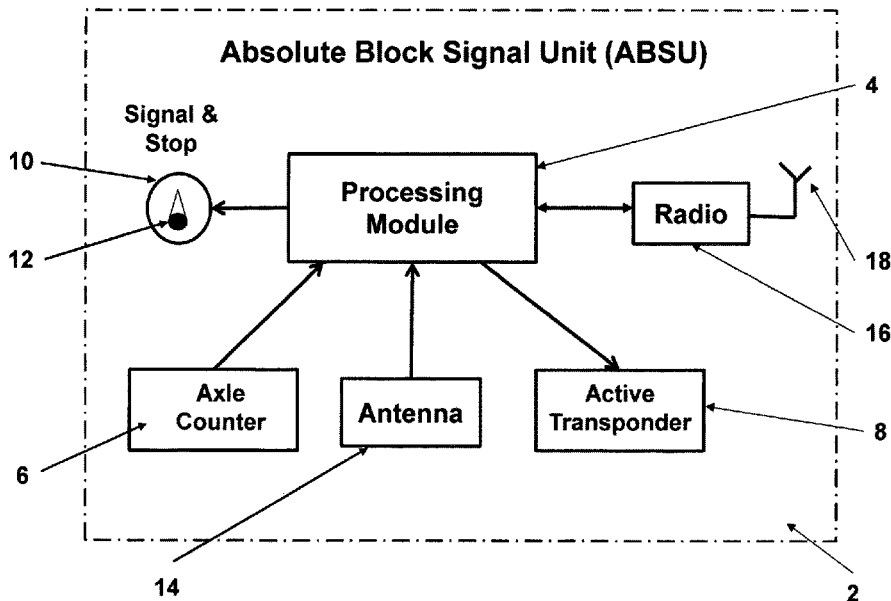 Absolute Block Signal Unit (ABSU)
4
Signal &
Stop
10
Processing
Module
Radio
12
18
16
Axle
Counter
Antenna
Active
Transponder
6
8
14
2